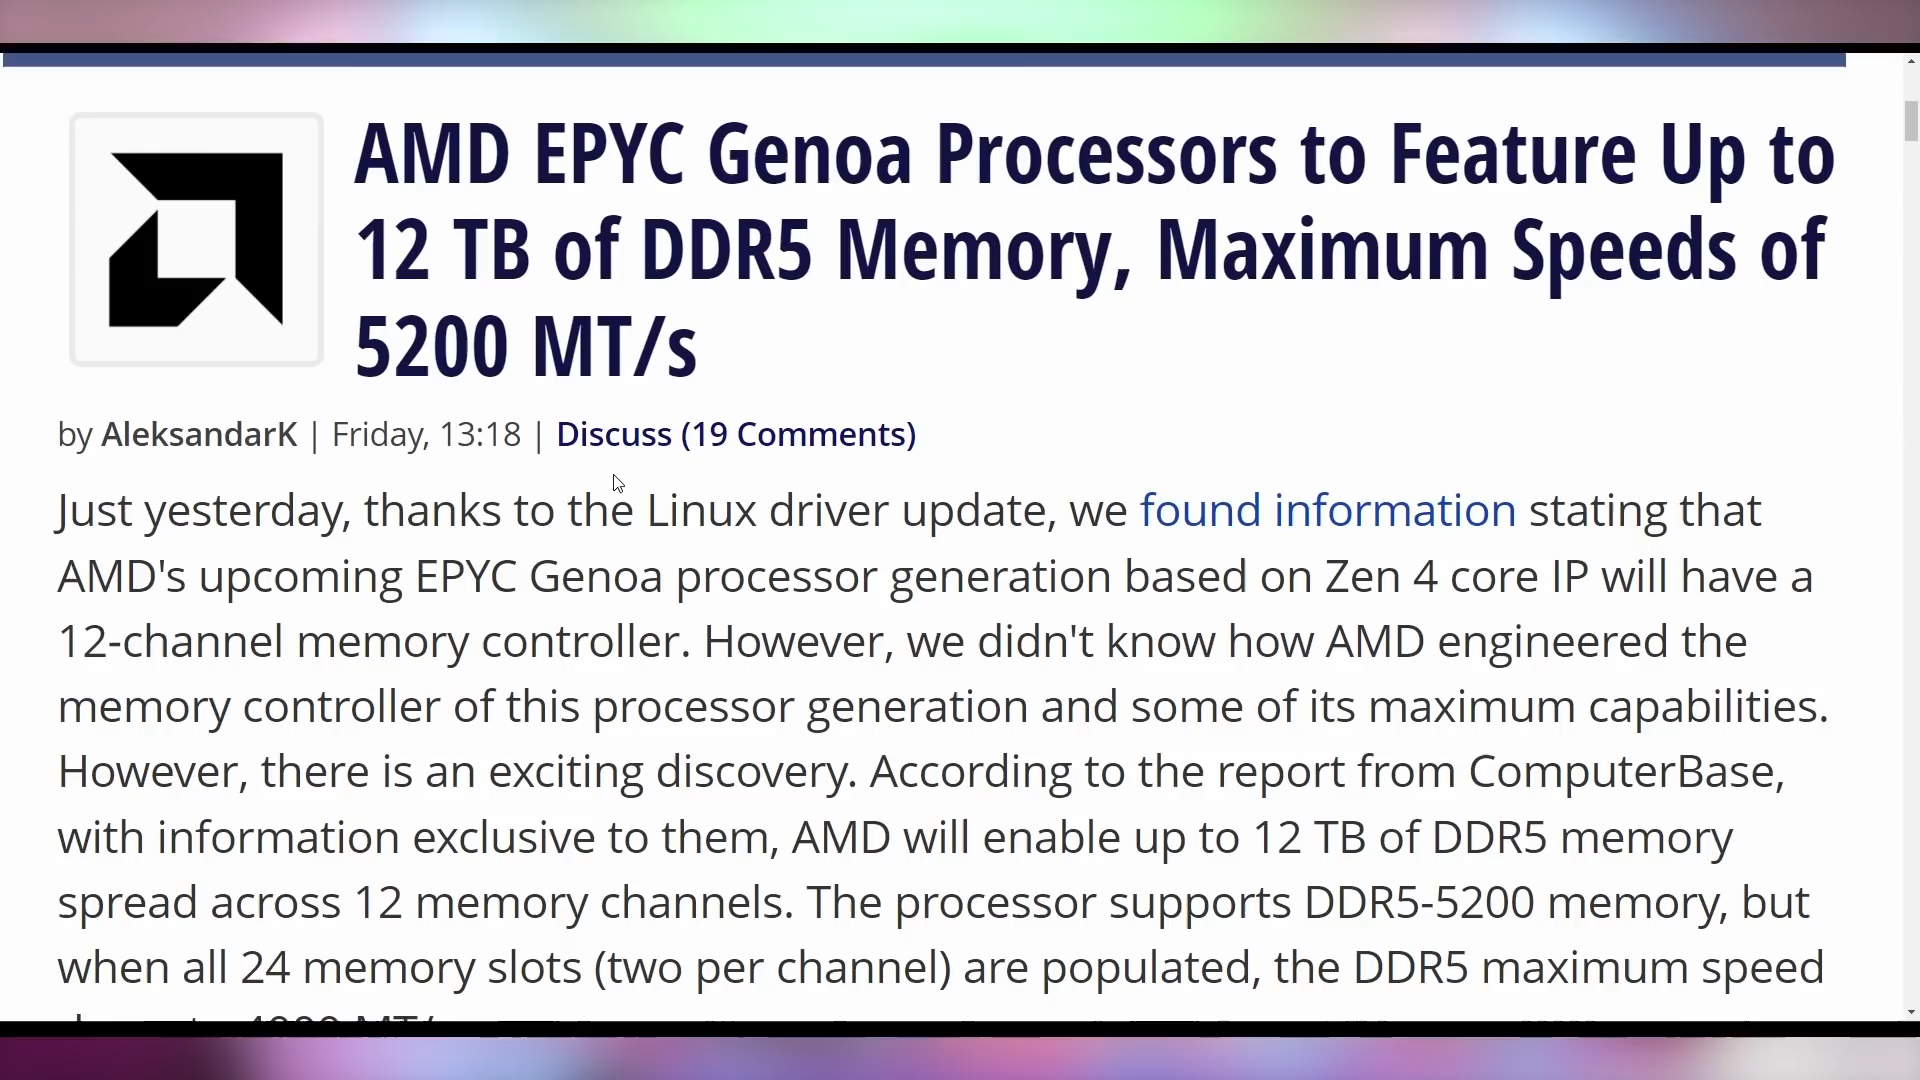 AMD EPYC Genoa Processors to Feature Up to
12 TB of DDR5 Memory, Maximum Speeds of
5200 MT/s
by AleksandarK | Friday, 13:18 | Discuss (19 Comments)
Just yesterday, thanks to the Linux driver update, we found information stating that
AMD's upcoming EPYC Genoa processor generation based on Zen 4 core IP will have a
12-channel memory controller. However, we didn't know how AMD engineered the
memory controller of this processor generation and some of its maximum capabilities.
However, there is an exciting discovery. According to the report from ComputerBase,
with information exclusive to them, AMD will enable up to 12 TB of DDR5 memory
spread across 12 memory channels. The processor supports DDR5-5200 memory, but
when all 24 memory slots (two per channel) are populated, the DDR5 maximum speed